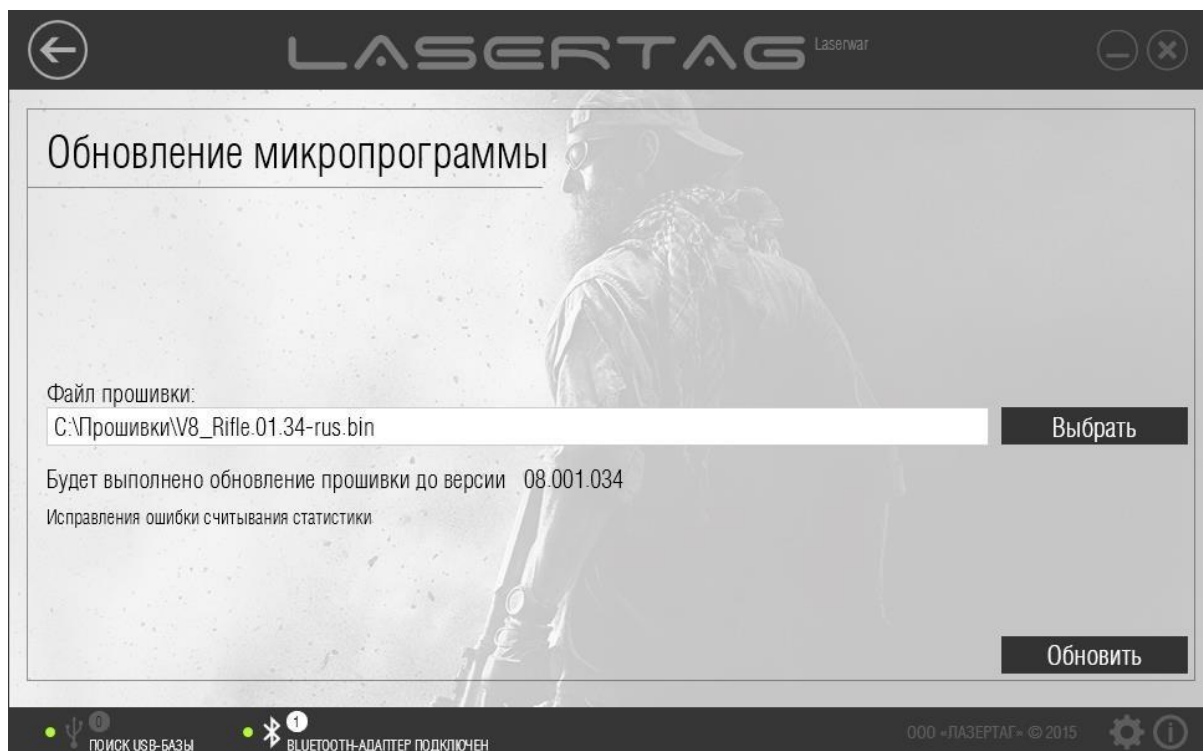 LASERTAG Laserwar
Обновление микропрограммы
Файл прошивки:
C:\Прошивки\V8_Rifle.01.34-rus.bin
Выбрать
Будет выполнено обновление прошивки до версии 08.001.034
Исправления ошибки считывания статистики
Обновить
0
ПОИСК USB-БАЗЫ
1
BLUETOOTH-АДАПТЕР ПОДКЛЮЧЕН
ООО «ЛАЗЕРТАГ» © 2015